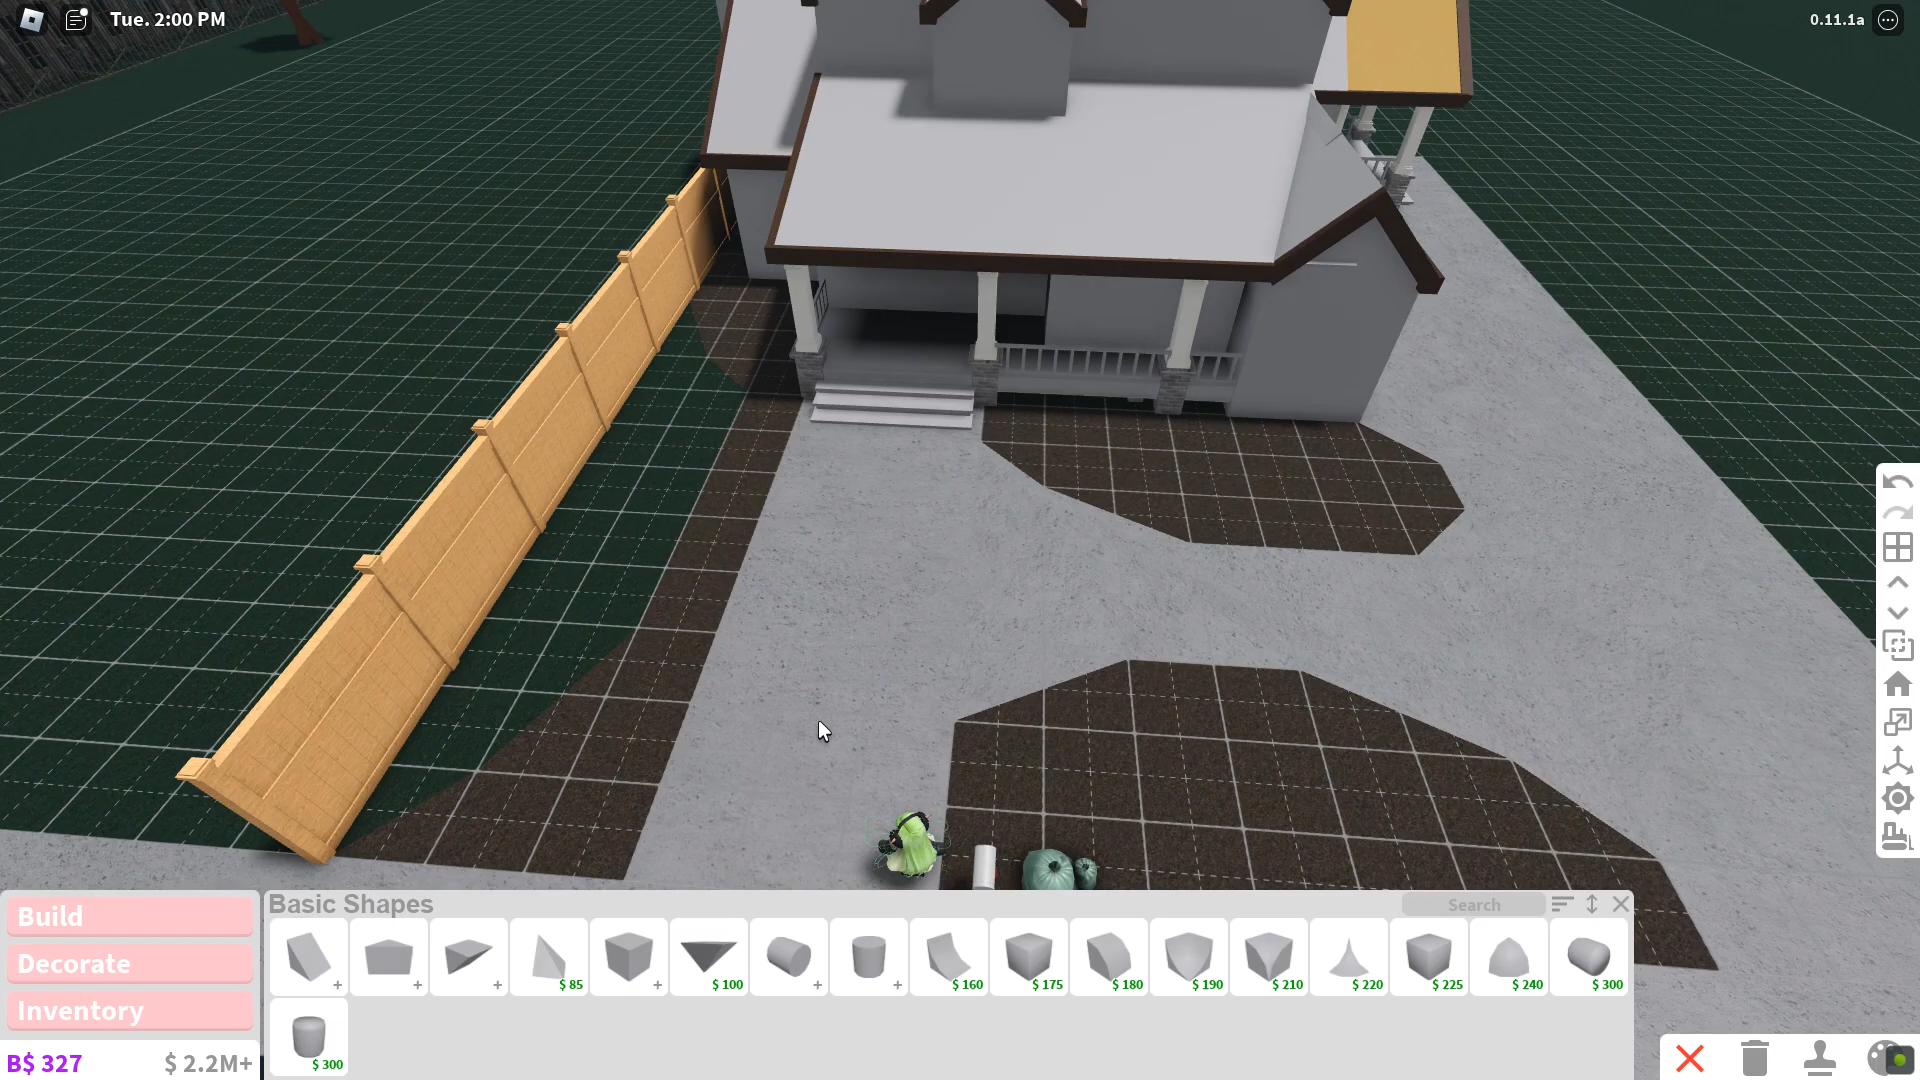 Tue. 2:00 PM
0.11.1a
Build
Decorate
Inventory
B$ 327
$ 2.2M+
Basic Shapes
Search
+
+
+
$ 85
+
$ 100
+
+
$ 160
$ 175
$ 180
$ 190
$ 210
$ 220
$ 225
$ 240
$ 300
$ 300